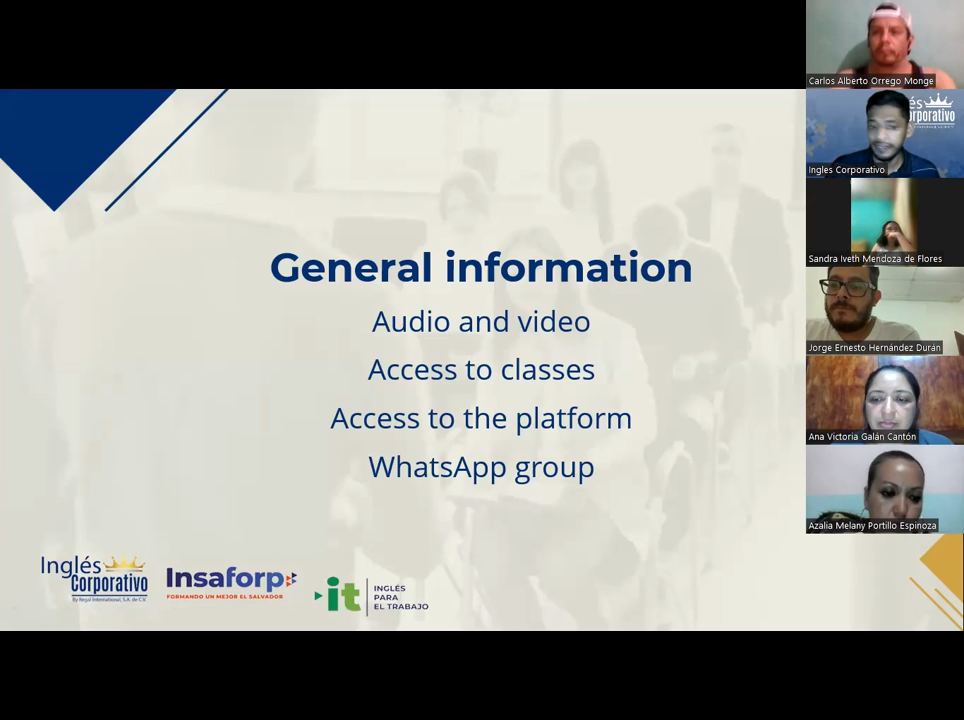 General information
Audio and video
Access to classes
Access to the platform
WhatsApp group
Inglés
Corporativo
By Regal International, S.A. de C.V.
Insaforp
FORMANDO UN MEJOR EL SALVADOR
it
INGLÉS
PARA
EL TRABAJO
Carlos Alberto Orrego Monge
Ingles Corporativo
Sandra Iveth Mendoza de Flores
Jorge Ernesto Hernández Durán
Ana Victoria Galán Cantón
Azalia Melany Portillo Espinoza